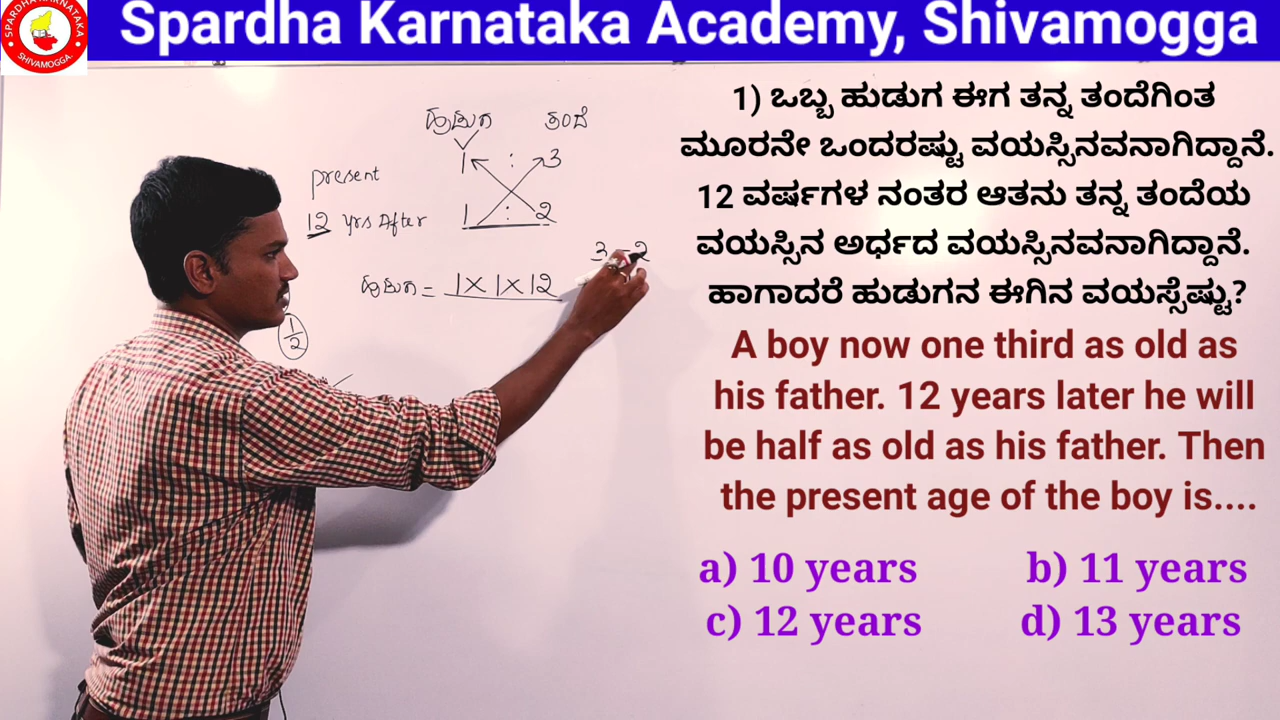 Spardha Karnataka Academy, Shivamogga
SPARDHA KARNATAKA
SHIVAMOGGA
1) ಒಬ್ಬ ಹುಡುಗ ಈಗ ತನ್ನ ತಂದೆಗಿಂತ
ಮೂರನೇ ಒಂದರಷ್ಟು ವಯಸ್ಸಿನವನಾಗಿದ್ದಾನೆ.
12 ವರ್ಷಗಳ ನಂತರ ಆತನು ತನ್ನ ತಂದೆಯ
ವಯಸ್ಸಿನ ಅರ್ಧದ ವಯಸ್ಸಿನವನಾಗಿದ್ದಾನೆ.
ಹಾಗಾದರೆ ಹುಡುಗನ ಈಗಿನ ವಯಸ್ಸೆಷ್ಟು?
A boy now one third as old as
his father. 12 years later he will
be half as old as his father. Then
the present age of the boy is....
a) 10 years b) 11 years
c) 12 years d) 13 years
ಹುಡುಗ ತಂದೆ
present 1 : 3
12 yrs After 1 : 2
3 - 2
ಹುಡುಗ = 1 X 1 X 12
1
2